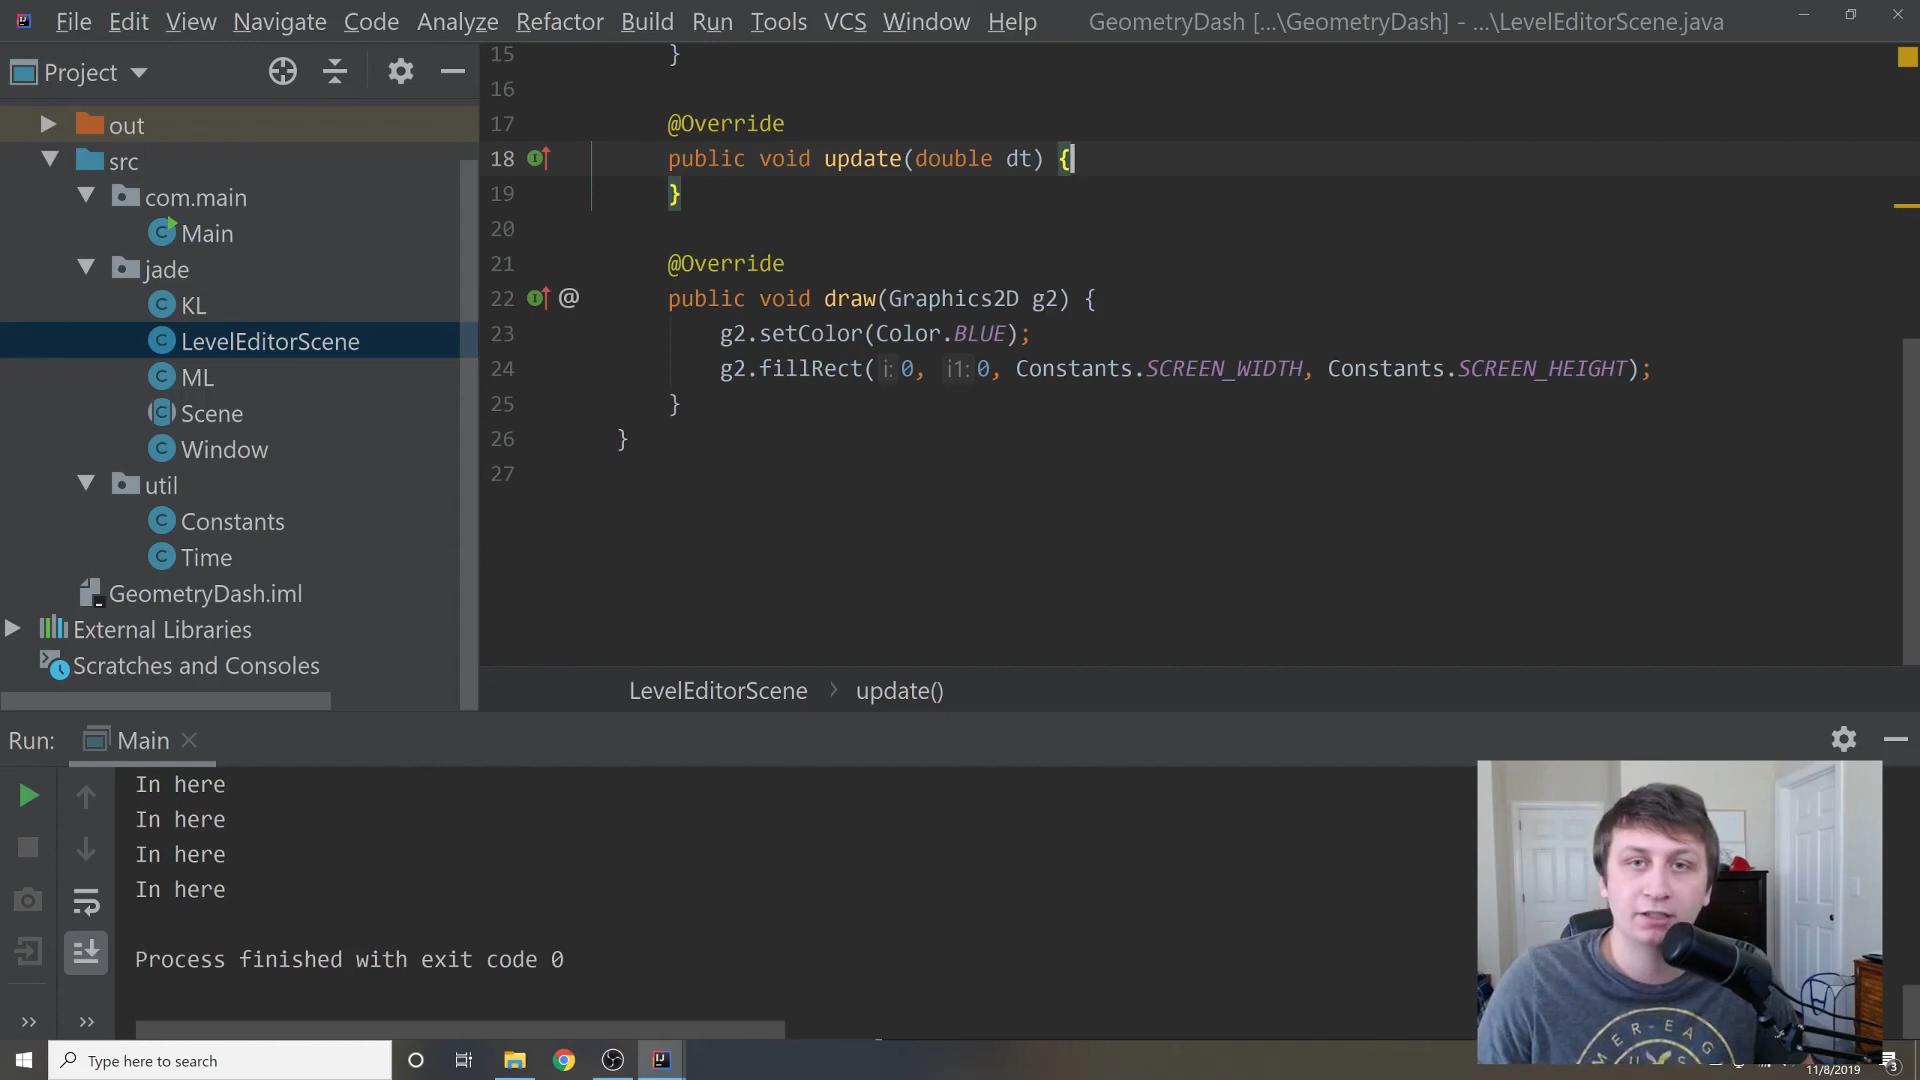 File Edit View Navigate Code Analyze Refactor Build Run Tools VCS Window Help GeometryDash [...\GeometryDash] - ...\LevelEditorScene.java
Project
out
src
com.main
Main
jade
KL
LevelEditorScene
ML
Scene
Window
util
Constants
Time
GeometryDash.iml
External Libraries
Scratches and Consoles
15 }
16
17 @Override
18 public void update(double dt) {
19 }
20
21 @Override
22 @ public void draw(Graphics2D g2) {
23 g2.setColor(Color.BLUE);
24 g2.fillRect( i: 0, i1: 0, Constants.SCREEN_WIDTH, Constants.SCREEN_HEIGHT);
25 }
26 }
27
LevelEditorScene > update()
Run: Main
In here
In here
In here
In here
Process finished with exit code 0
Type here to search
11/8/2019
3